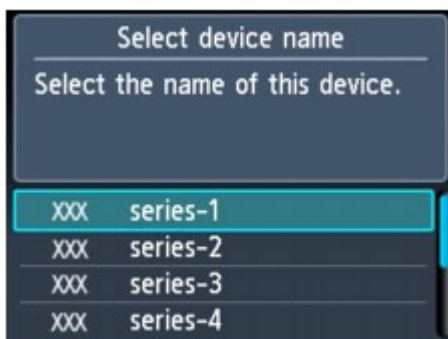 Select device name
Select the name of this device.
XXX series-1
XXX series-2
XXX series-3
XXX series-4